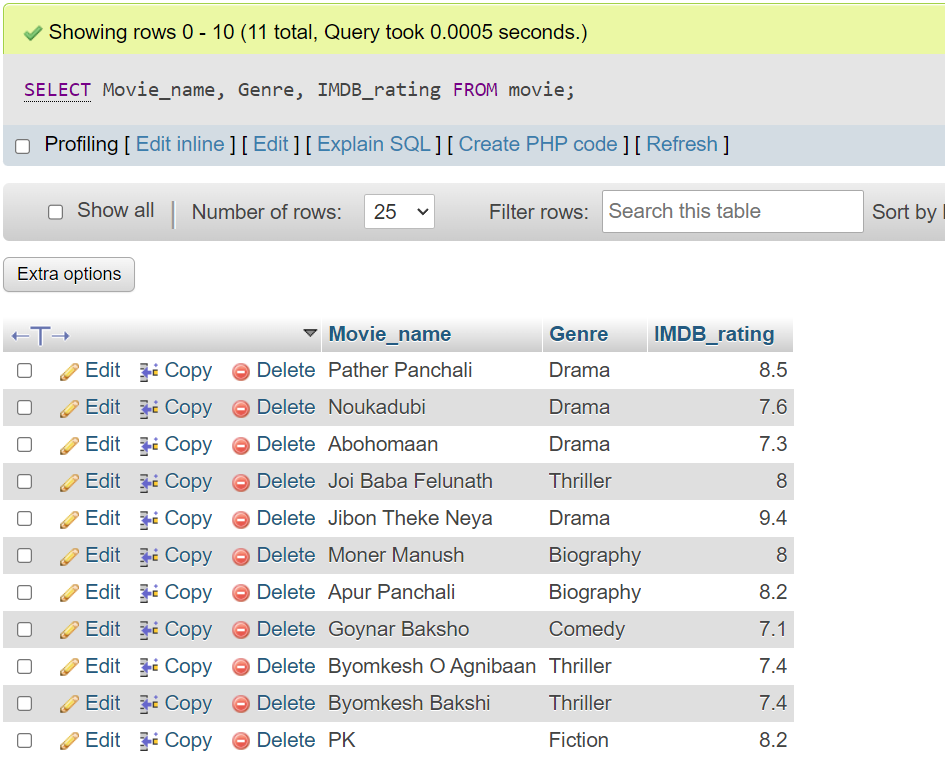 Showing rows 0 - 10 (11 total, Query took 0.0005 seconds.)
SELECT Movie_name, Genre, IMDB_rating FROM movie;
Profiling [ Edit inline ] [ Edit ] [ Explain SQL ] [ Create PHP code ] [ Refresh ]
Show all Number of rows: 25 Filter rows: Search this table Sort by
Extra options
←T→ Movie_name Genre IMDB_rating
Edit Copy Delete Pather Panchali Drama 8.5
Edit Copy Delete Noukadubi Drama 7.6
Edit Copy Delete Abohomaan Drama 7.3
Edit Copy Delete Joi Baba Felunath Thriller 8
Edit Copy Delete Jibon Theke Neya Drama 9.4
Edit Copy Delete Moner Manush Biography 8
Edit Copy Delete Apur Panchali Biography 8.2
Edit Copy Delete Goynar Baksho Comedy 7.1
Edit Copy Delete Byomkesh O Agnibaan Thriller 7.4
Edit Copy Delete Byomkesh Bakshi Thriller 7.4
Edit Copy Delete PK Fiction 8.2